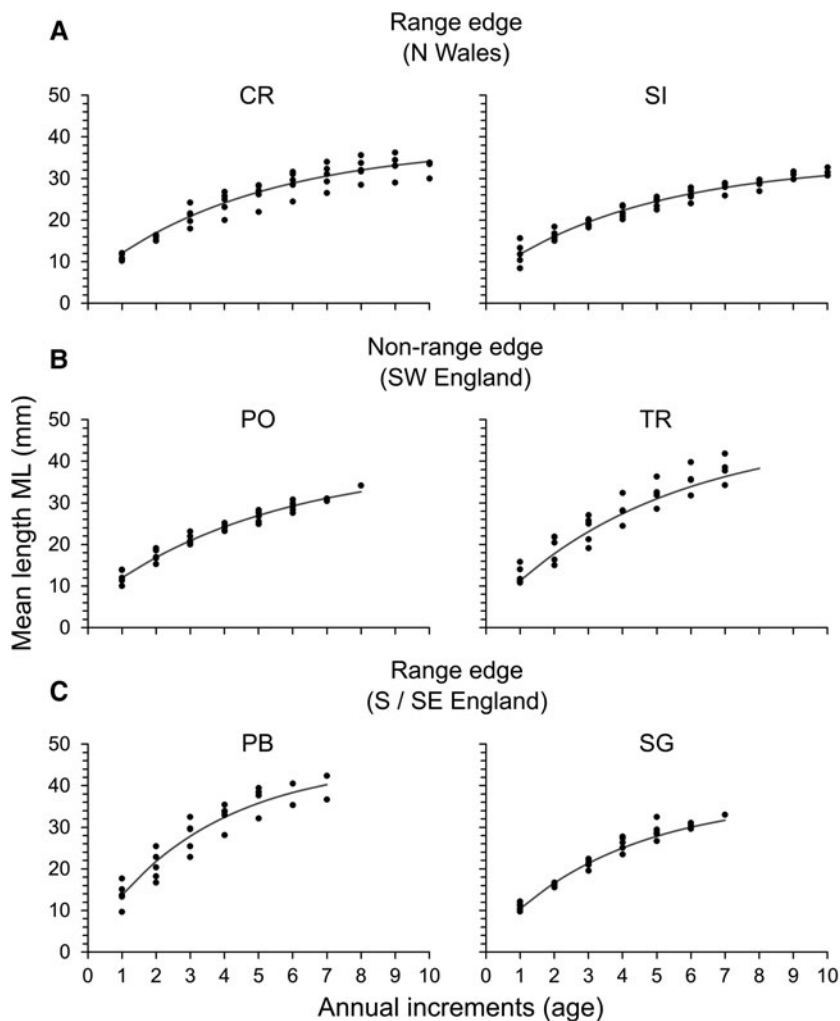 A
Range edge
(N Wales)
CR
SI
50
40
30
20
10
0
B
Non-range edge
(SW England)
PO
TR
50
40
30
20
10
0
Mean length ML (mm)
C
Range edge
(S / SE England)
PB
SG
50
40
30
20
10
0
0 1 2 3 4 5 6 7 8 9 10
0 1 2 3 4 5 6 7 8 9 10
Annual increments (age)